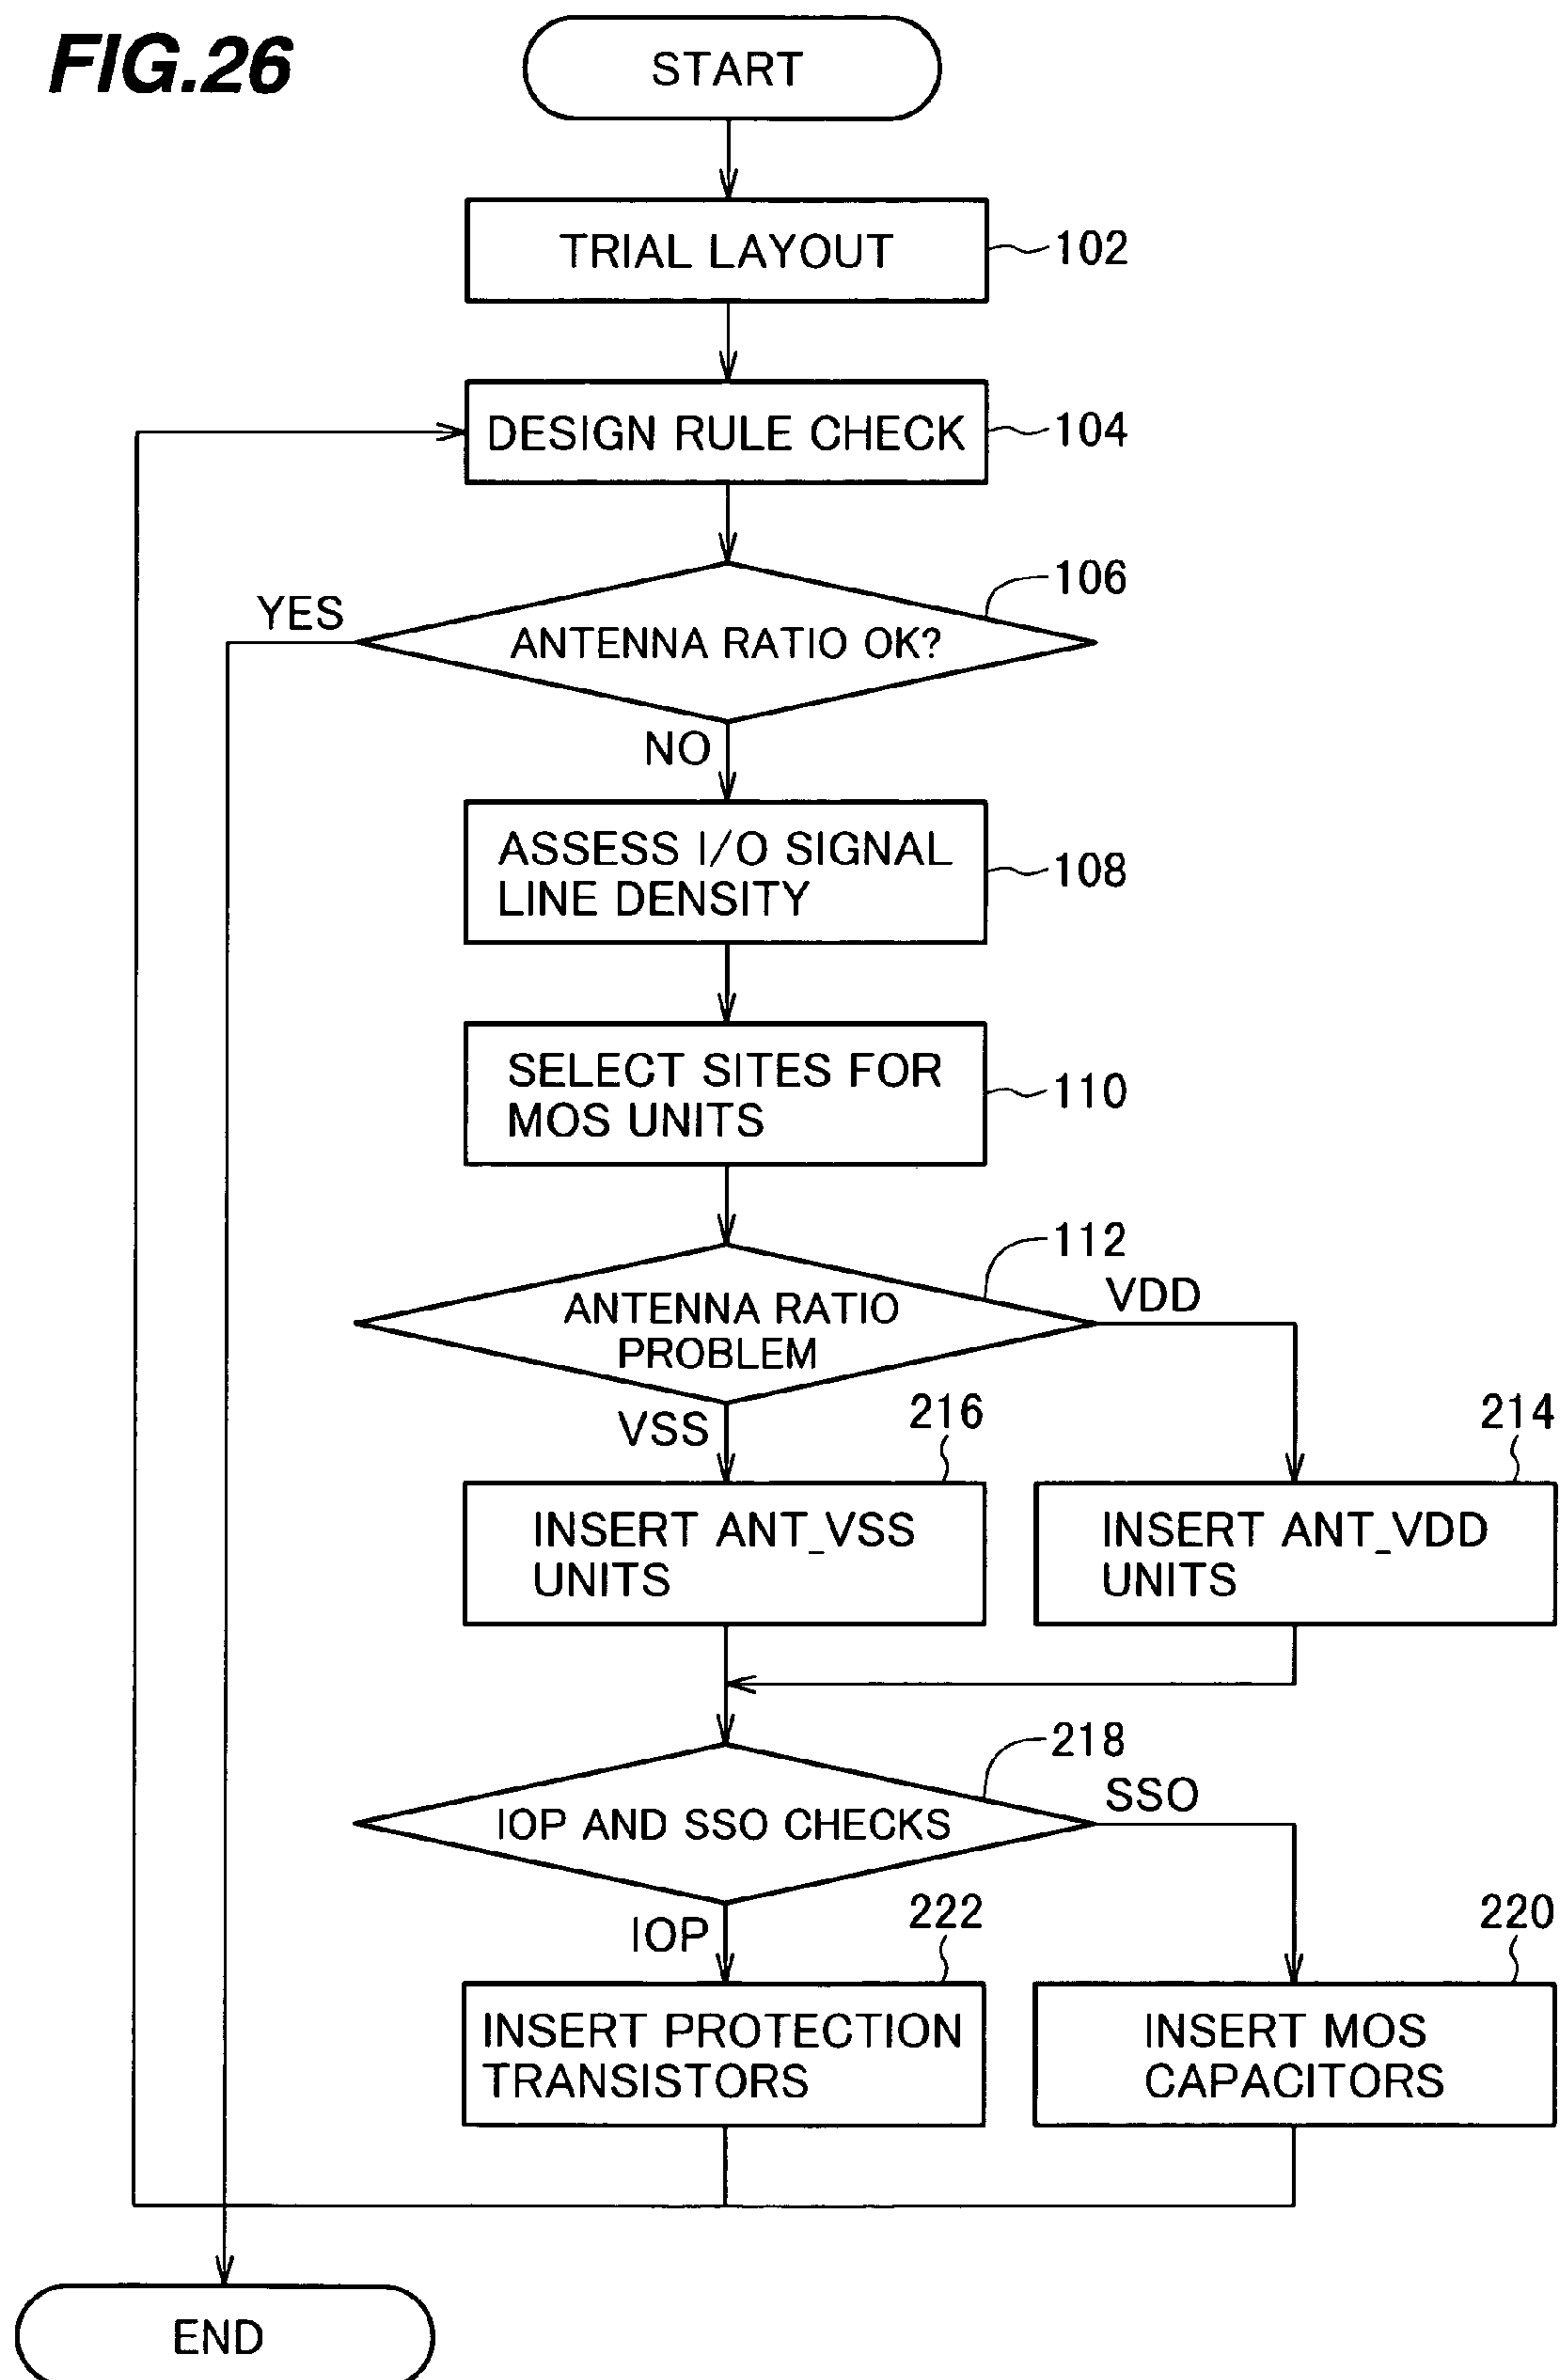 FIG.26
START
TRIAL LAYOUT
102
DESIGN RULE CHECK
104
106
YES
ANTENNA RATIO OK?
NO
ASSESS I/O SIGNAL
LINE DENSITY
108
SELECT SITES FOR
MOS UNITS
110
112
VDD
ANTENNA RATIO
PROBLEM
VSS
216
214
INSERT ANT_VSS
UNITS
INSERT ANT_VDD
UNITS
218
SSO
IOP AND SSO CHECKS
IOP
222
220
INSERT PROTECTION
TRANSISTORS
INSERT MOS
CAPACITORS
END